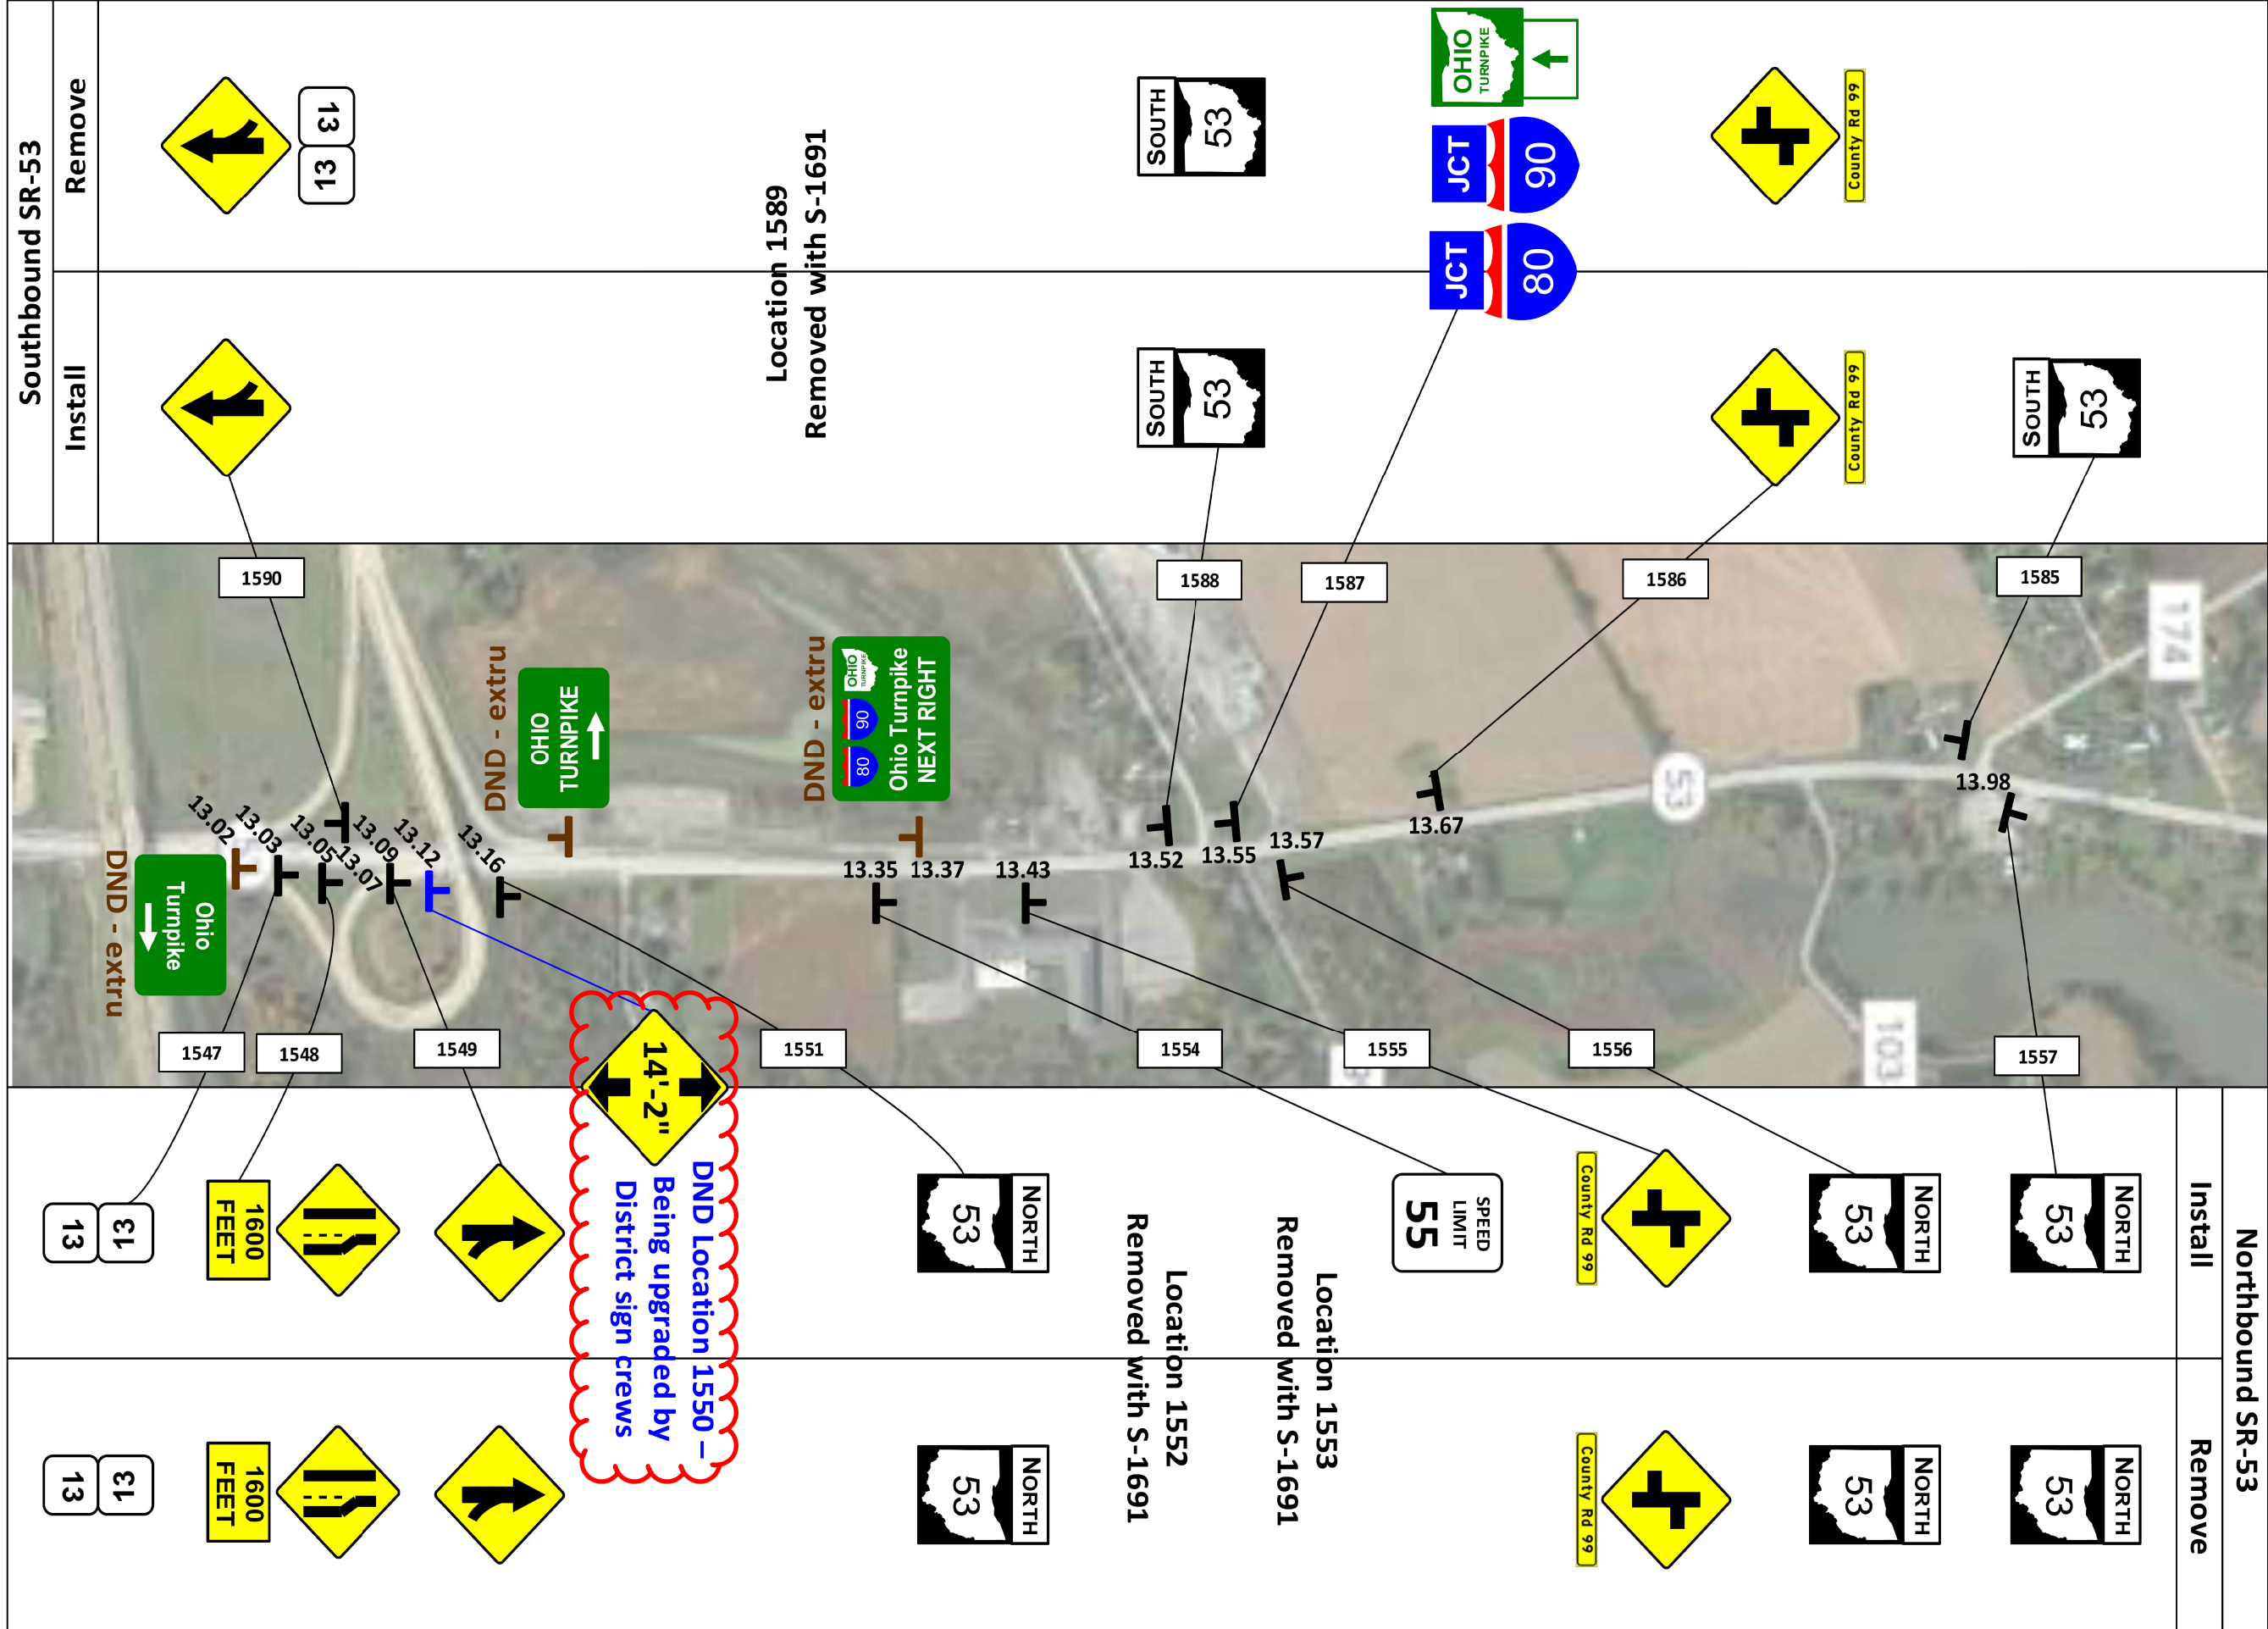 Southbound SR-53
Remove
Install
13
13
Location 1589
Removed with S-1691
SOUTH
53
OHIO
TURNPIKE
JCT
90
JCT
80
County Rd 99
SOUTH
53
County Rd 99
SOUTH
53
1590
1588
1587
1586
1585
174
DND - extru
OHIO
TURNPIKE
DND - extru
OHIO
TURNPIKE
90
80
Ohio Turnpike
NEXT RIGHT
53
13.02
13.03
13.05
13.07
13.09
13.12
13.16
13.35
13.37
13.43
13.52
13.55
13.57
13.67
13.98
DND - extru
Ohio
Turnpike
103
1547
1548
1549
1551
1554
1555
1556
1557
14'-2"
DND Location 1550 –
Being upgraded by
District sign crews
Northbound SR-53
Install
Remove
13
13
1600
FEET
NORTH
53
Location 1552
Removed with S-1691
Location 1553
Removed with S-1691
SPEED
LIMIT
55
County Rd 99
NORTH
53
NORTH
53
13
13
1600
FEET
NORTH
53
County Rd 99
NORTH
53
NORTH
53